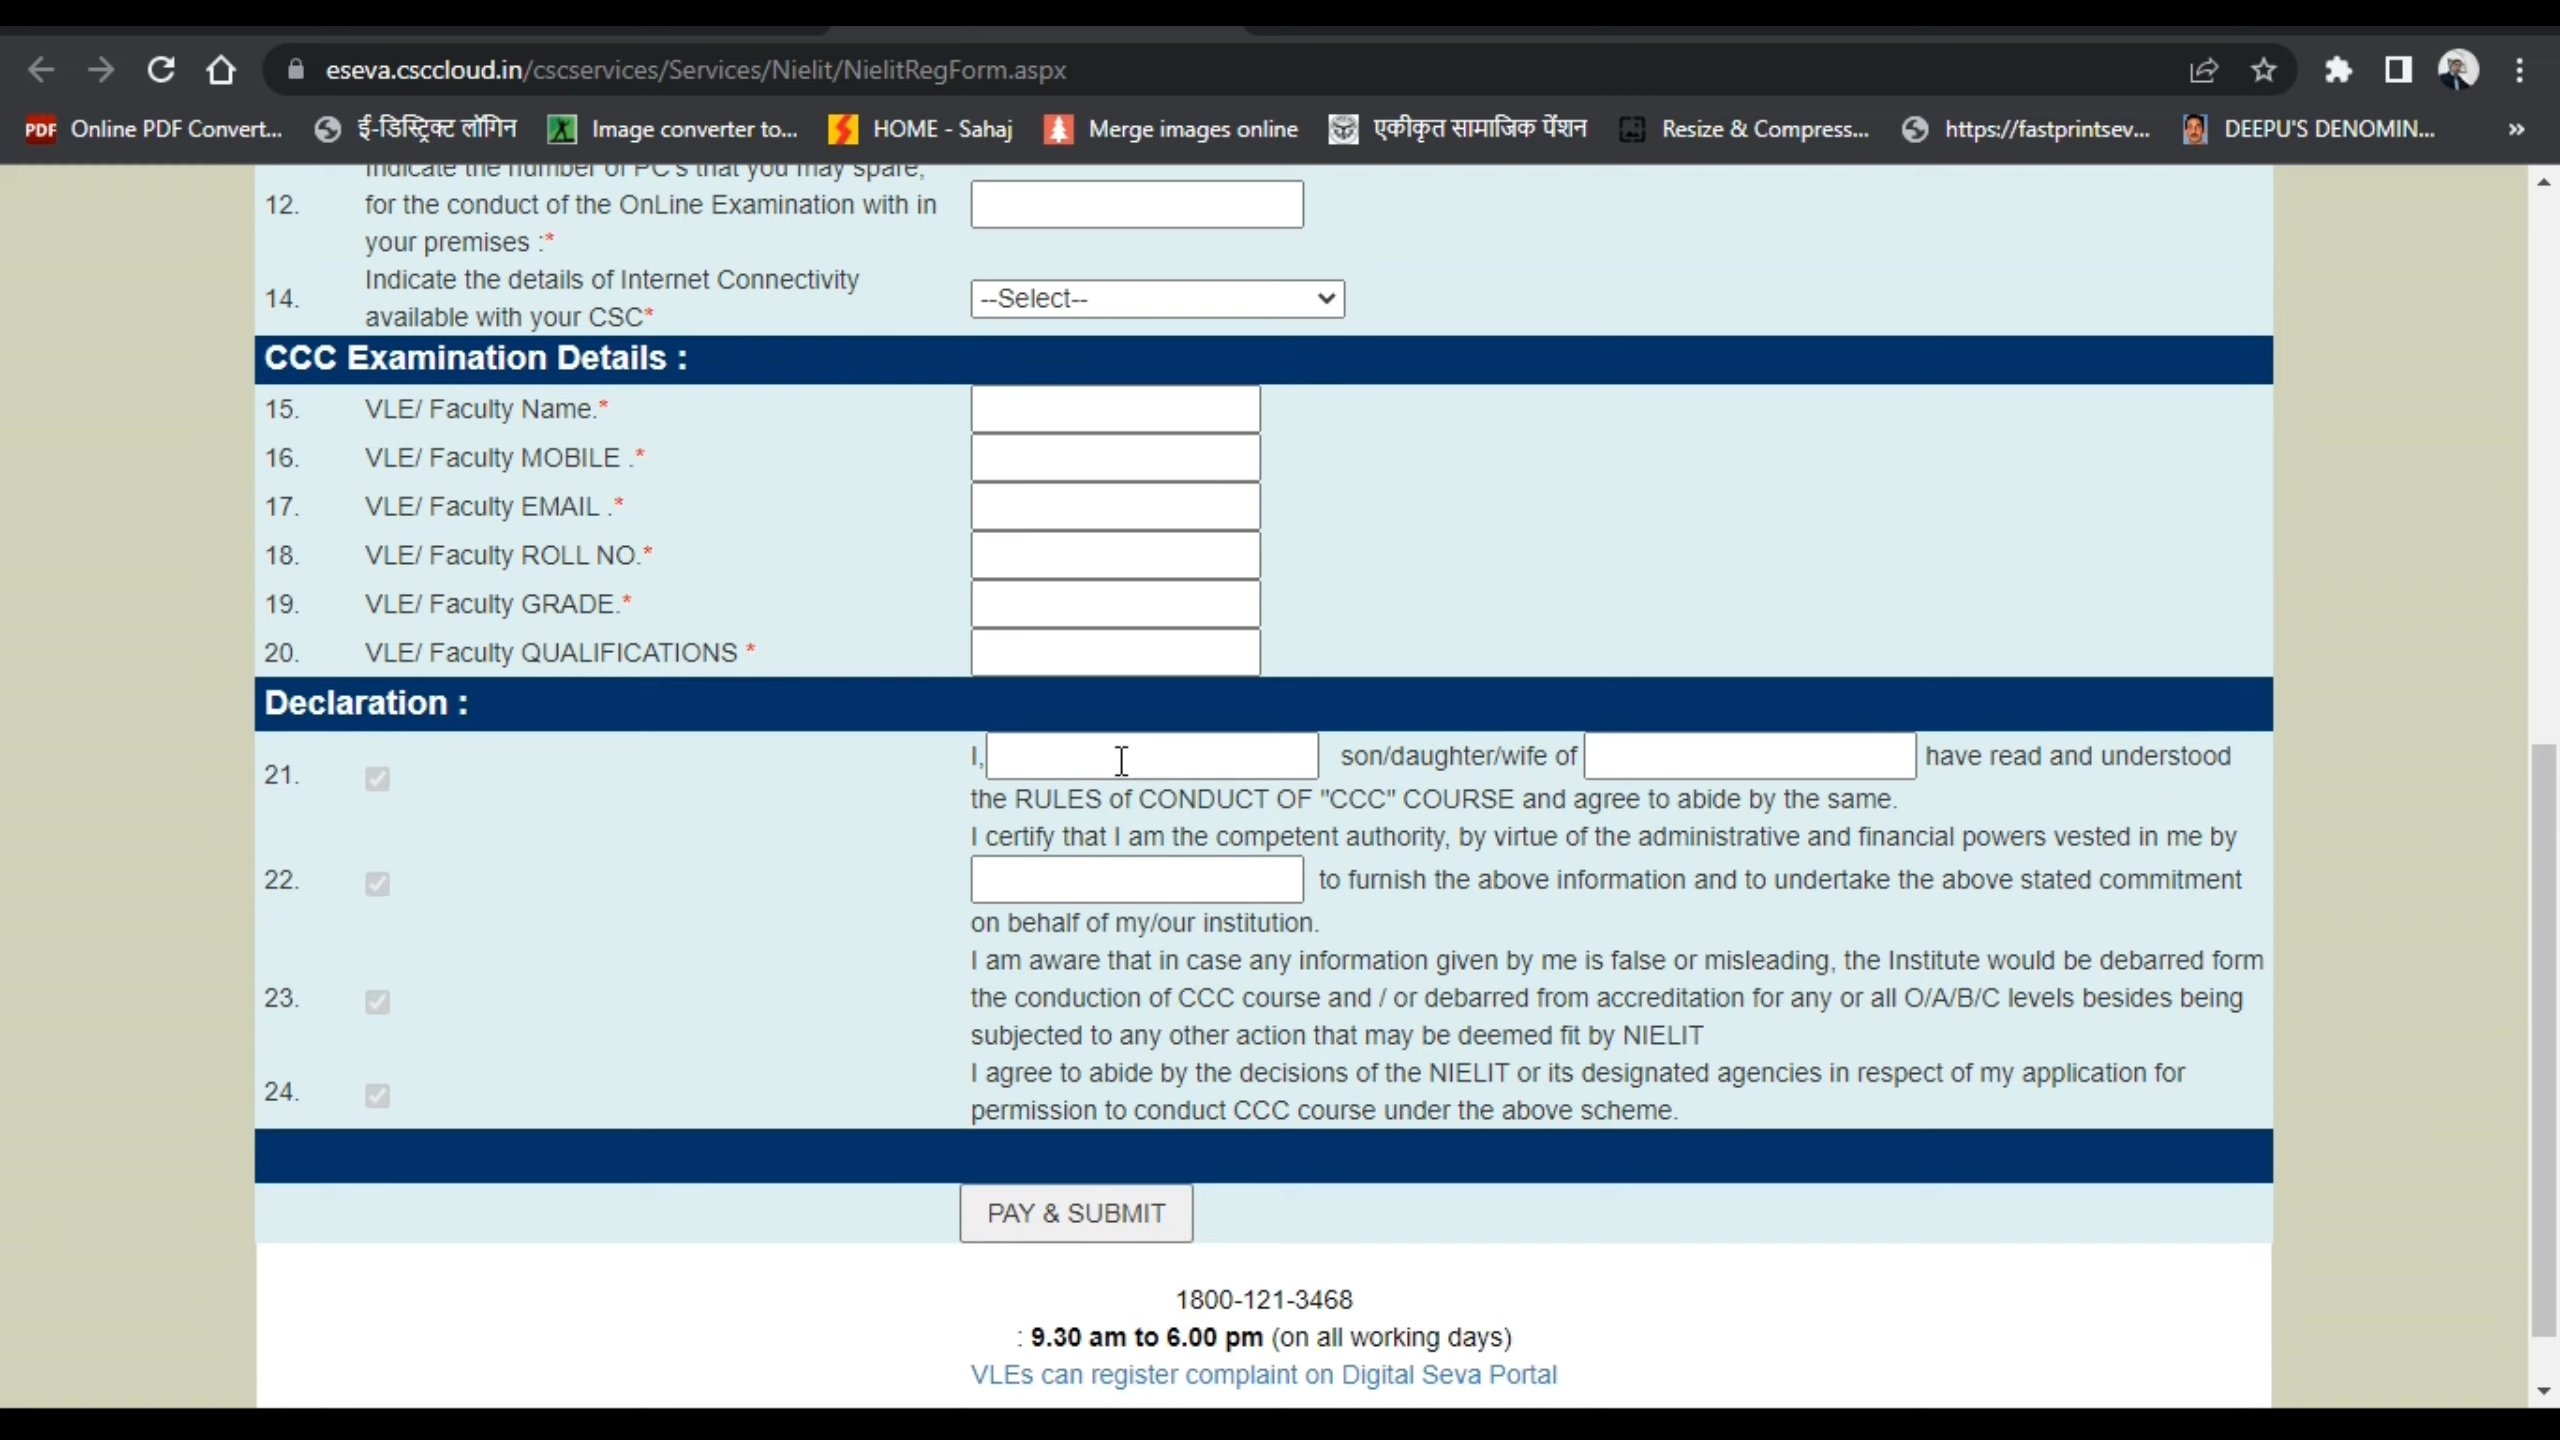 eseva.csccloud.in/cscservices/Services/Nielit/NielitRegForm.aspx
PDF Online PDF Convert... ई-डिस्ट्रिक्ट लॉगिन Image converter to... HOME - Sahaj Merge images online एकीकृत सामाजिक पेंशन Resize & Compress... https://fastprintsev... DEEPU'S DENOMIN... »
Indicate the number of PC's that you may spare,
12. for the conduct of the OnLine Examination with in
your premises :*
Indicate the details of Internet Connectivity
14. --Select--
available with your CSC*
CCC Examination Details :
15. VLE/ Faculty Name.*
16. VLE/ Faculty MOBILE .*
17. VLE/ Faculty EMAIL .*
18. VLE/ Faculty ROLL NO.*
19. VLE/ Faculty GRADE.*
20. VLE/ Faculty QUALIFICATIONS *
Declaration :
21. I, son/daughter/wife of have read and understood
the RULES of CONDUCT OF "CCC" COURSE and agree to abide by the same.
I certify that I am the competent authority, by virtue of the administrative and financial powers vested in me by
22. to furnish the above information and to undertake the above stated commitment
on behalf of my/our institution.
I am aware that in case any information given by me is false or misleading, the Institute would be debarred form
23. the conduction of CCC course and / or debarred from accreditation for any or all O/A/B/C levels besides being
subjected to any other action that may be deemed fit by NIELIT
24. I agree to abide by the decisions of the NIELIT or its designated agencies in respect of my application for
permission to conduct CCC course under the above scheme.
PAY & SUBMIT
1800-121-3468
: 9.30 am to 6.00 pm (on all working days)
VLEs can register complaint on Digital Seva Portal